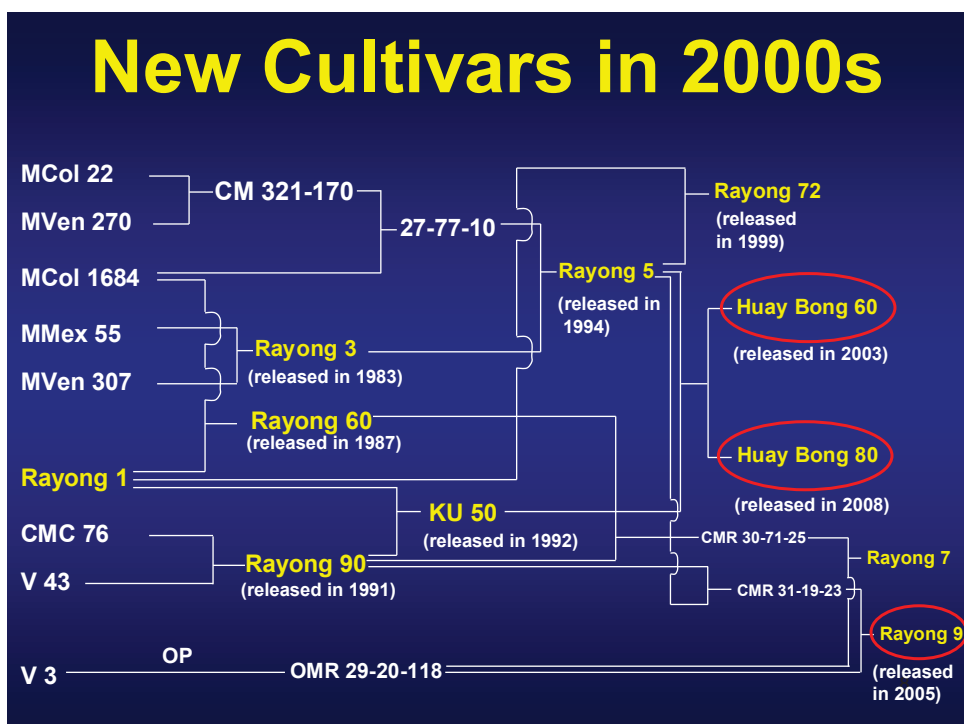 New Cultivars in 2000s
MCol 22
CM 321-170
MVen 270
27-77-10
Rayong 72
(released
in 1999)
MCol 1684
Rayong 5
(released in
1994)
MMex 55
Rayong 3
(released in 1983)
MVen 307
Huay Bong 60
(released in 2003)
Rayong 60
(released in 1987)
Rayong 1
Huay Bong 80
(released in 2008)
KU 50
(released in 1992)
CMC 76
Rayong 90
(released in 1991)
V 43
CMR 30-71-25
Rayong 7
CMR 31-19-23
Rayong 9
(released
in 2005)
OP
V 3
OMR 29-20-118